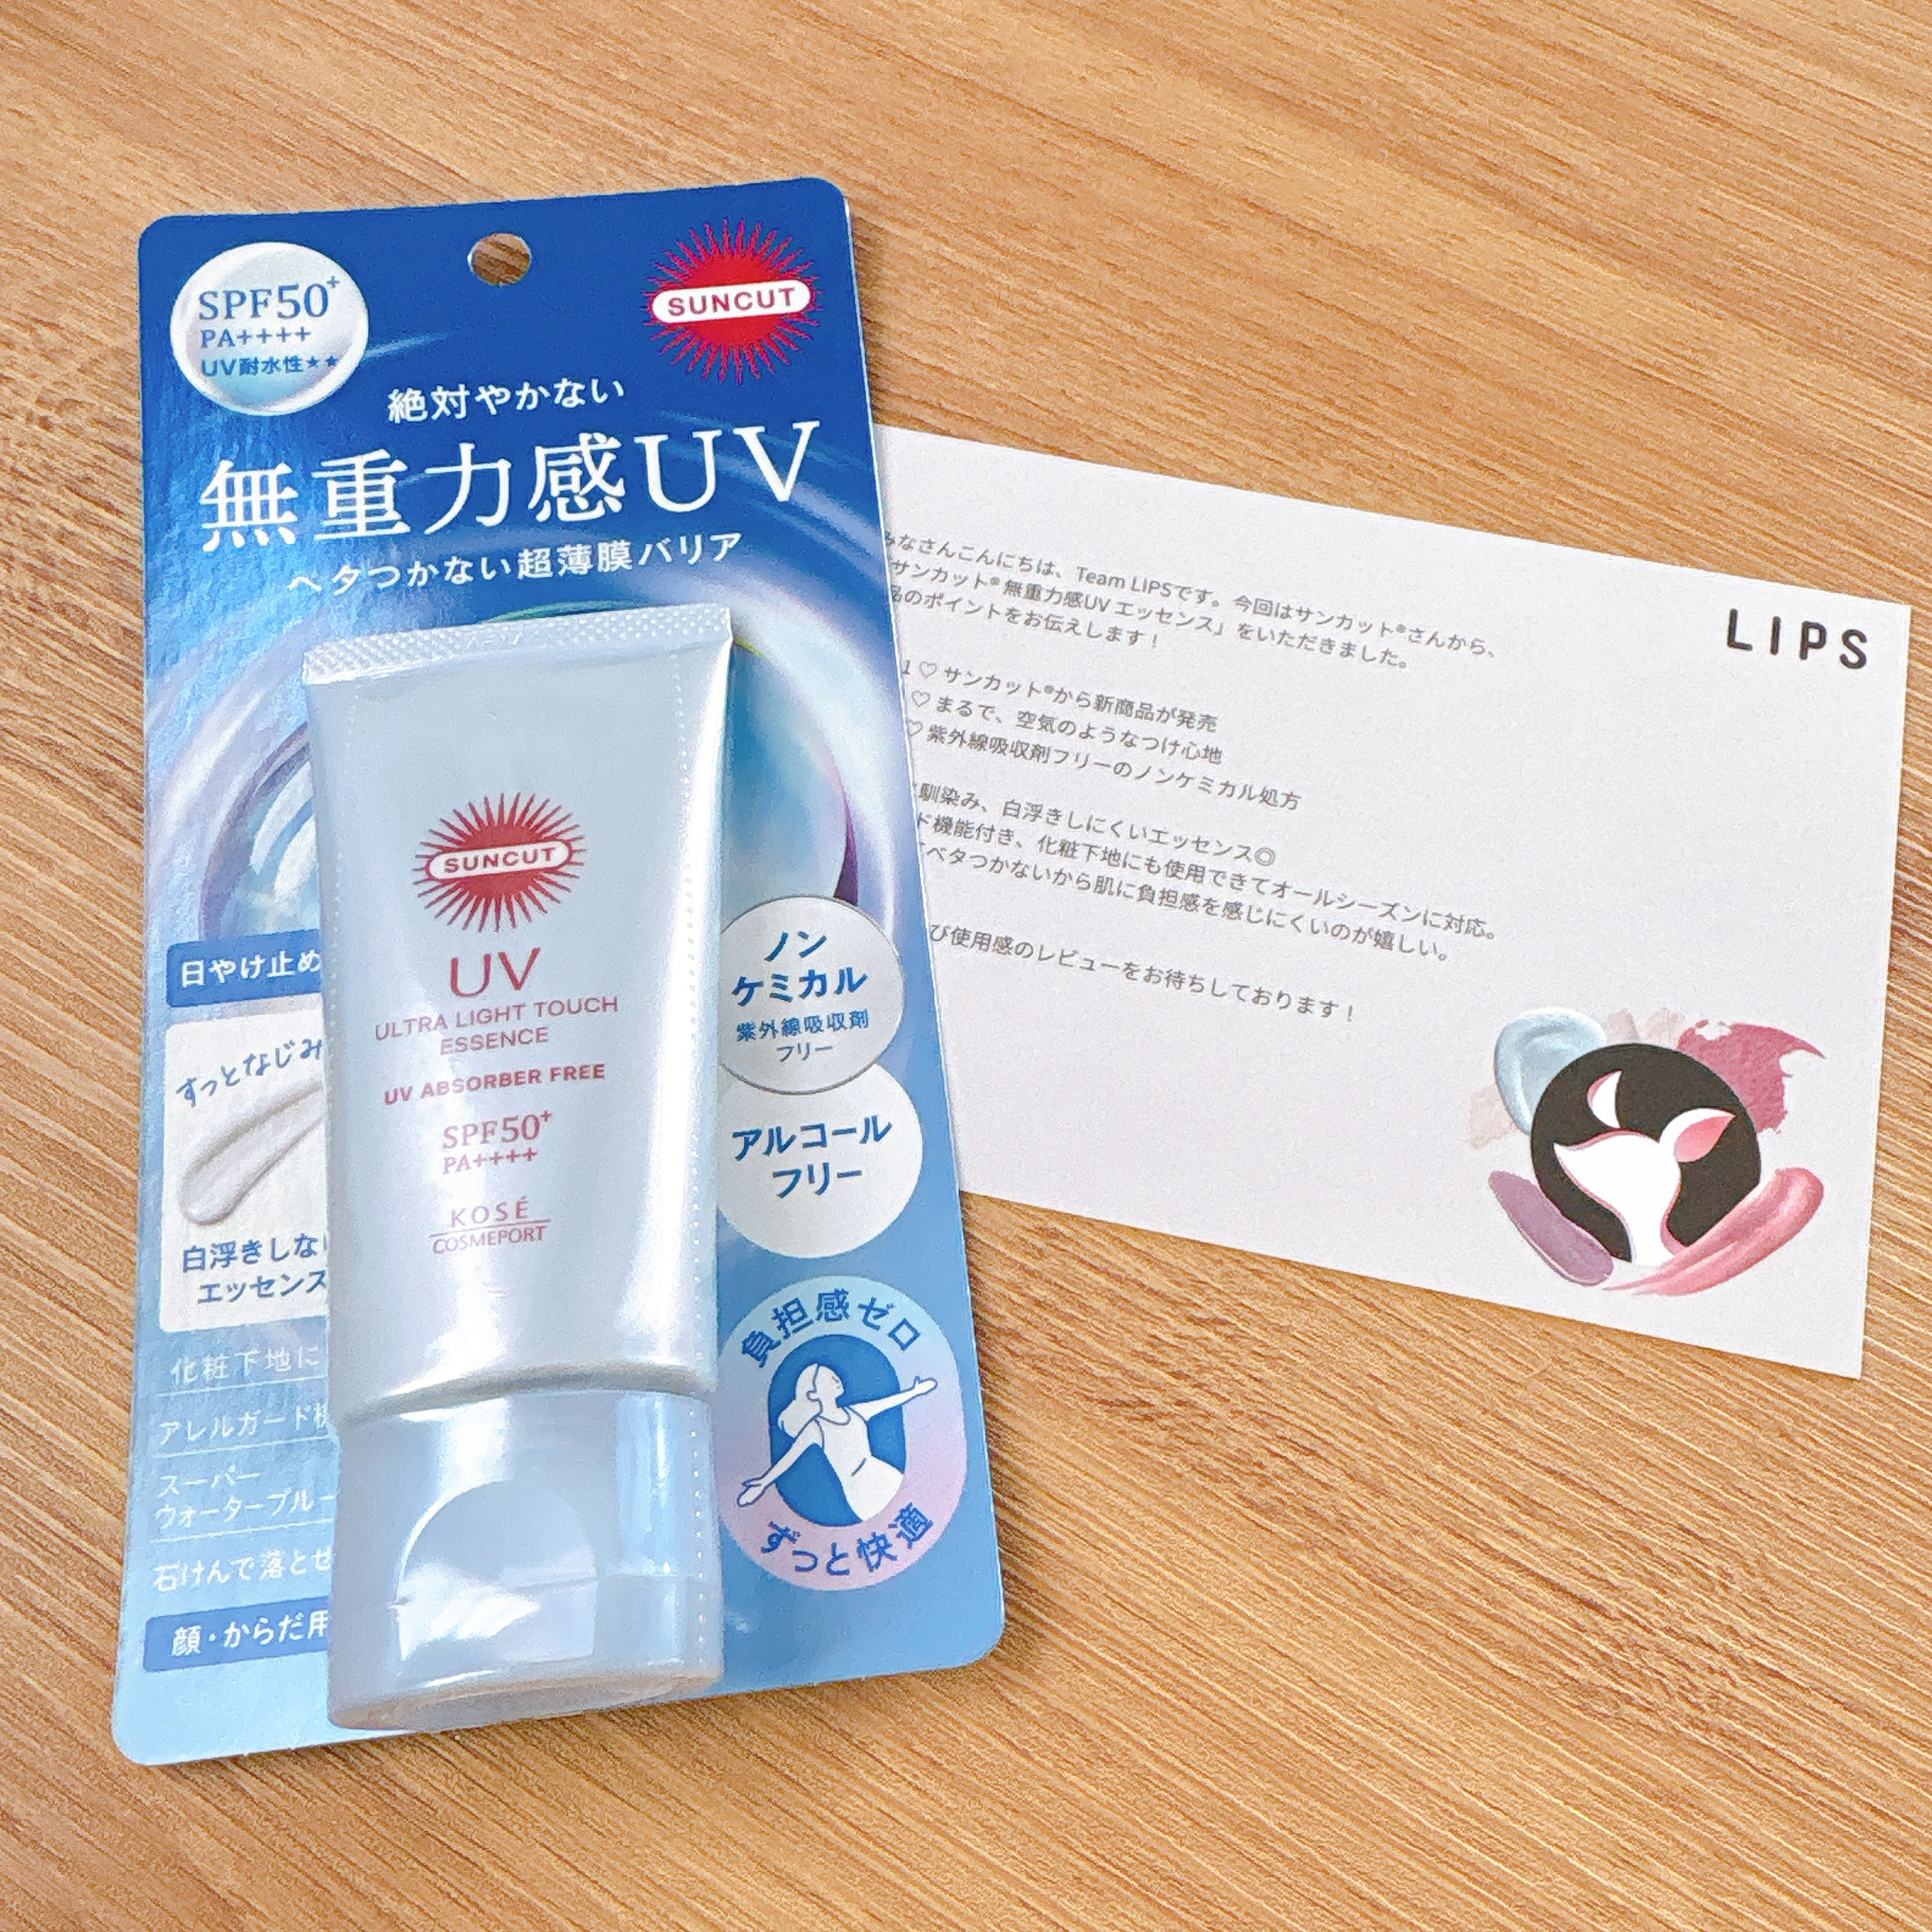 SPF50+
PA++++
UV耐水性★★
SUNCUT
絶対やかない
無重力感UV
ベタつかない超薄膜バリア
日やけ止め
すっとなじみ
白浮きしない
エッセンス
化粧下地に
アレルガード機
スーパー
ウォータープルー
石けんで落とせ
顔・からだ用
SUNCUT
UV
ULTRA LIGHT TOUCH
ESSENCE
UV ABSORBER FREE
SPF50+
PA++++
KOSÉ
COSMEPORT
ノン
ケミカル
紫外線吸収剤
フリー
アルコール
フリー
負担感ゼロ
ずっと快適
LIPS
みなさんこんにちは、Team LIPSです。今回はサンカット®さんから、
サンカット®無重力感UV エッセンス」をいただきました。
品のポイントをお伝えします！
1♡サンカット®から新商品が発売
♡まるで、空気のようなつけ心地
♡紫外線吸収剤フリーのノンケミカル処方
馴染み、白浮きしにくいエッセンス◎
ド機能付き、化粧下地にも使用できてオールシーズンに対応。
ベタつかないから肌に負担感を感じにくいのが嬉しい。
び使用感のレビューをお待ちしております！